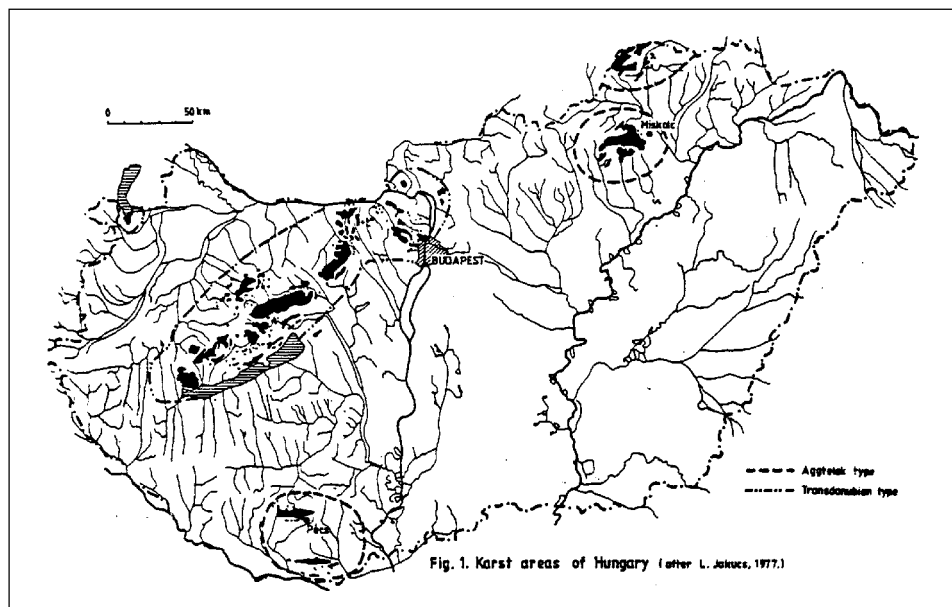 0 50 km
Miskolc
BUDAPEST
Pécs
Aggtelek type
Transdanubian type
Fig. 1. Karst areas of Hungary (after L. Jakucs, 1977.)